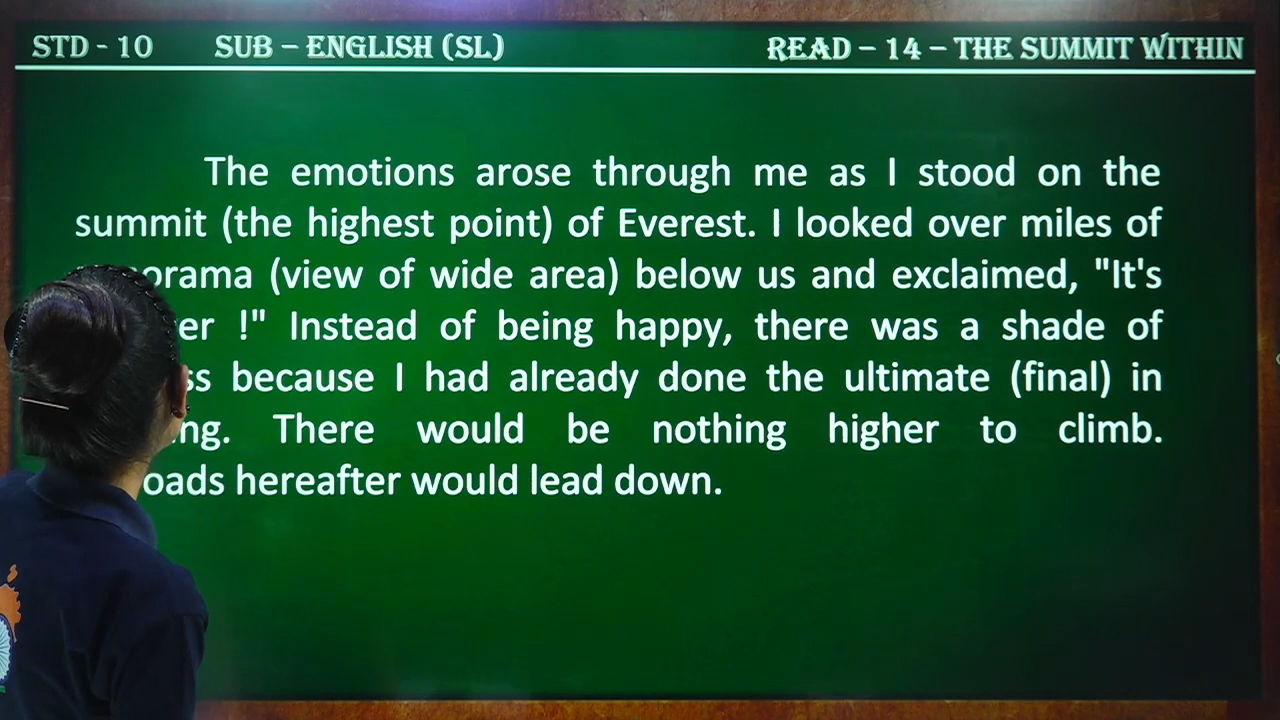 STD - 10 SUB – ENGLISH (SL) READ – 14 – THE SUMMIT WITHIN
The emotions arose through me as I stood on the
summit (the highest point) of Everest. I looked over miles of
(view of wide area) below us and exclaimed, "It's
!" Instead of being happy, there was a shade of
because I had already done the ultimate (final) in
There would be nothing higher to climb.
hereafter would lead down.